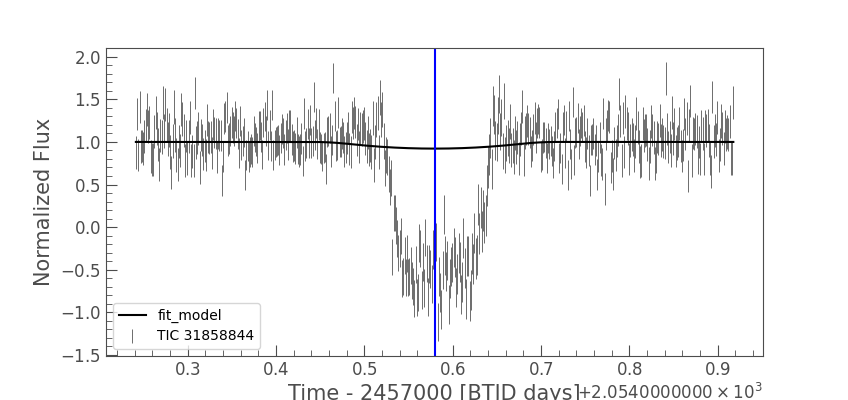 2.0
1.5
1.0
0.5
0.0
−0.5
−1.0
−1.5
Normalized Flux
fit_model
TIC 31858844
0.3 0.4 0.5 0.6 0.7 0.8 0.9
Time - 2457000 [BTJD days]
+2.0540000000 × 10³